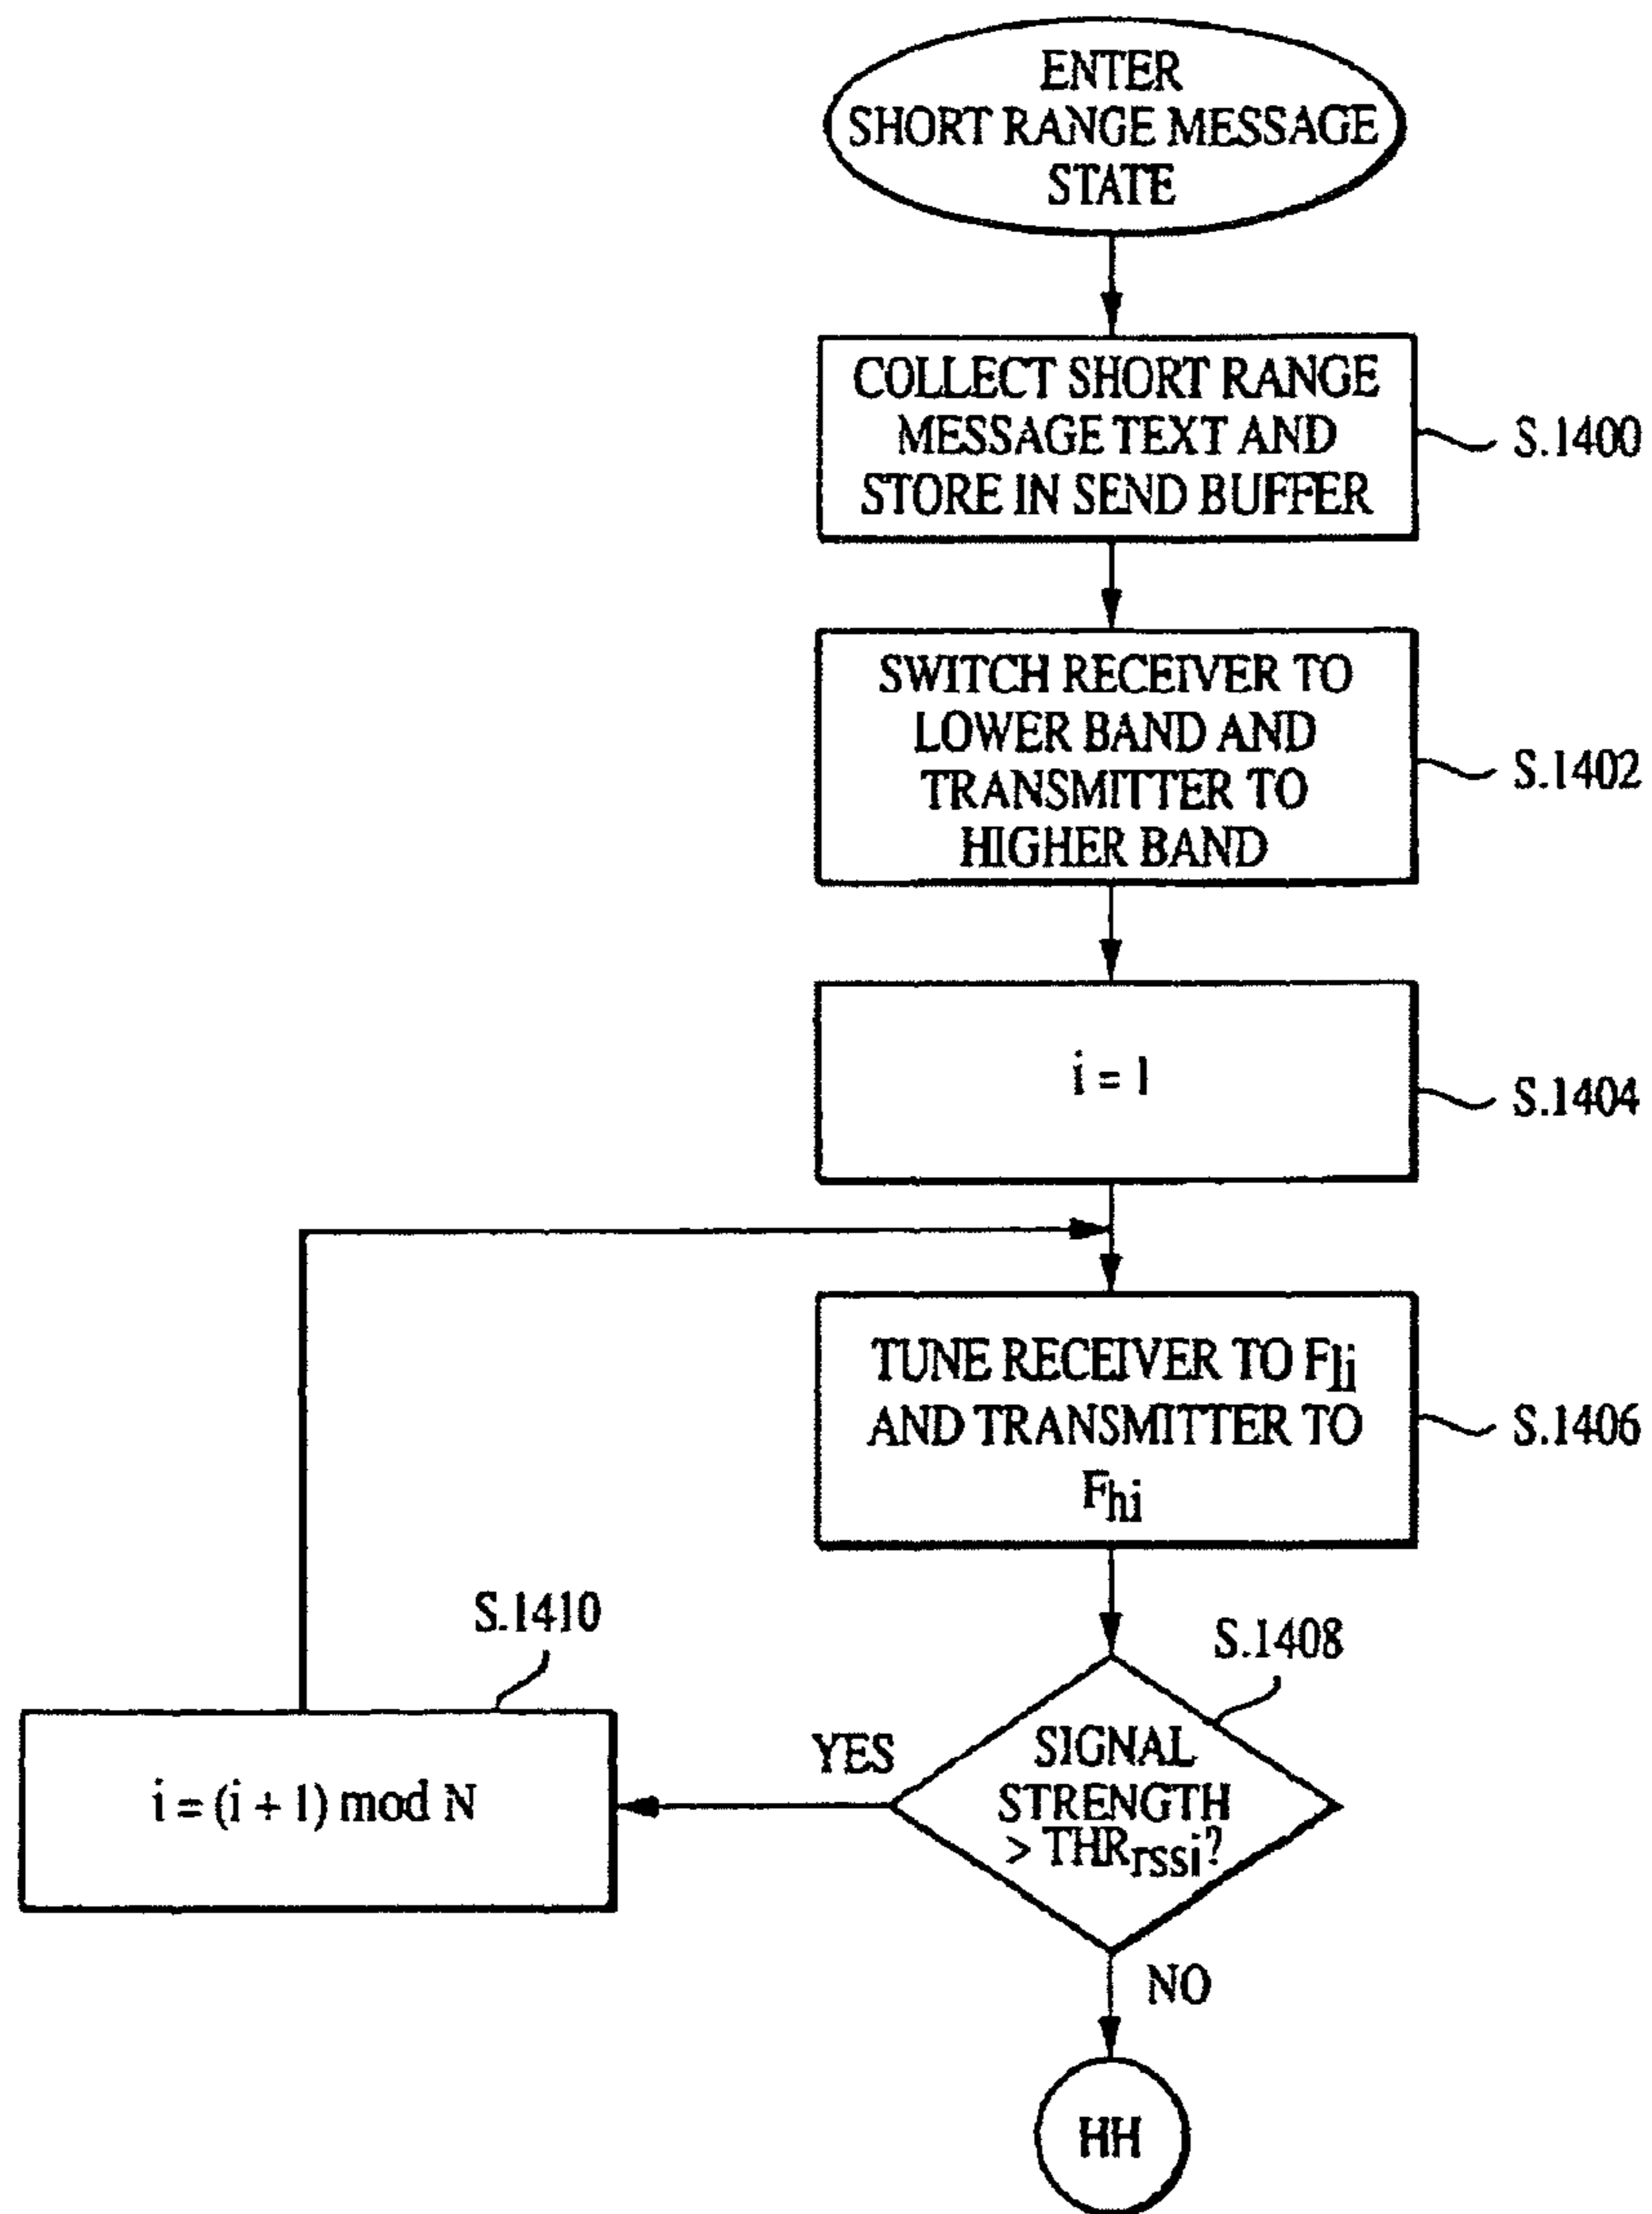 ENTER
SHORT RANGE MESSAGE
STATE
COLLECT SHORT RANGE
MESSAGE TEXT AND
STORE IN SEND BUFFER
S.1400
SWITCH RECEIVER TO
LOWER BAND AND
TRANSMITTER TO
HIGHER BAND
S.1402
i = 1
S.1404
TUNE RECEIVER TO Fli
AND TRANSMITTER TO
Fhi
S.1406
S.1410
S.1408
i = (i + 1) mod N
YES
SIGNAL
STRENGTH
> THRrssi?
NO
HH